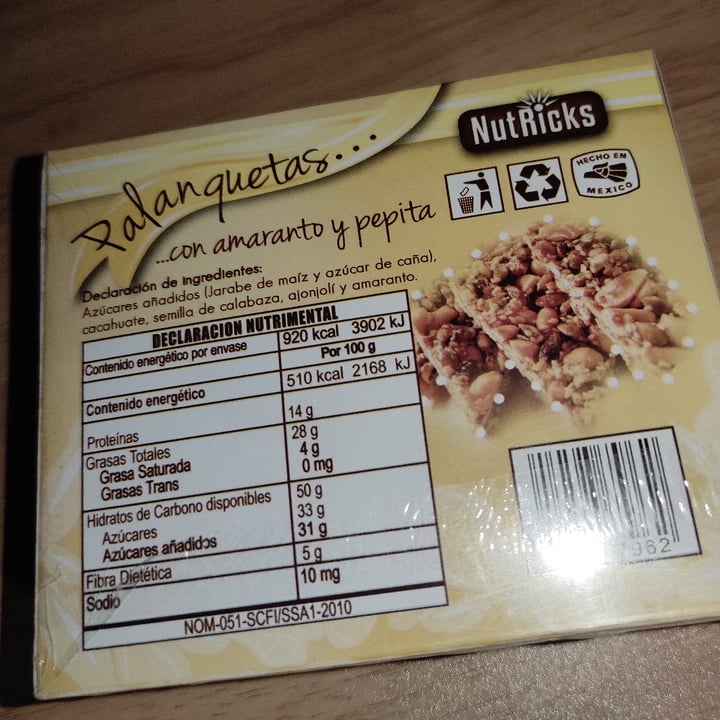 NutRicks
Palanquetas...
...con amaranto y pepita
HECHO EN
MEXICO
Declaración de Ingredientes:
Azúcares añadidos (Jarabe de maíz y azúcar de caña),
cacahuate, semilla de calabaza, ajonjolí y amaranto.
DECLARACION NUTRIMENTAL
Contenido energético por envase 920 kcal 3902 kJ
Por 100 g
Contenido energético 510 kcal 2168 kJ
Proteínas 14 g
Grasas Totales 28 g
Grasa Saturada 4 g
Grasas Trans 0 mg
Hidratos de Carbono disponibles 50 g
Azúcares 33 g
Azúcares añadidos 31 g
Fibra Dietética 5 g
Sodio 10 mg
NOM-051-SCFI/SSA1-2010
962